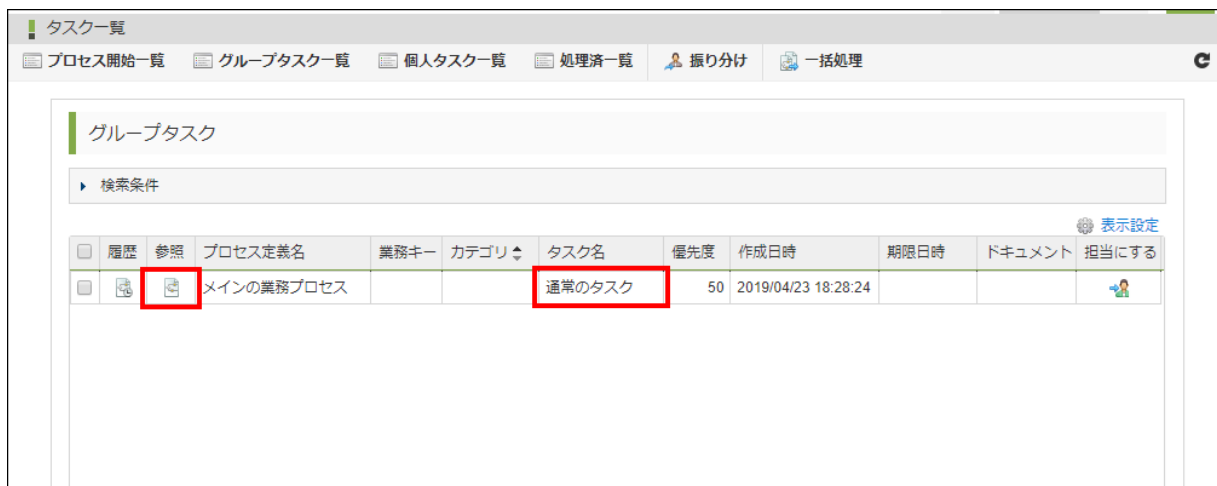 タスク一覧
プロセス開始一覧 グループタスク一覧 個人タスク一覧 処理済一覧 振り分け 一括処理
グループタスク
検索条件
表示設定
履歴 参照 プロセス定義名 業務キー カテゴリ タスク名 優先度 作成日時 期限日時 ドキュメント 担当にする
メインの業務プロセス 通常のタスク 50 2019/04/23 18:28:24